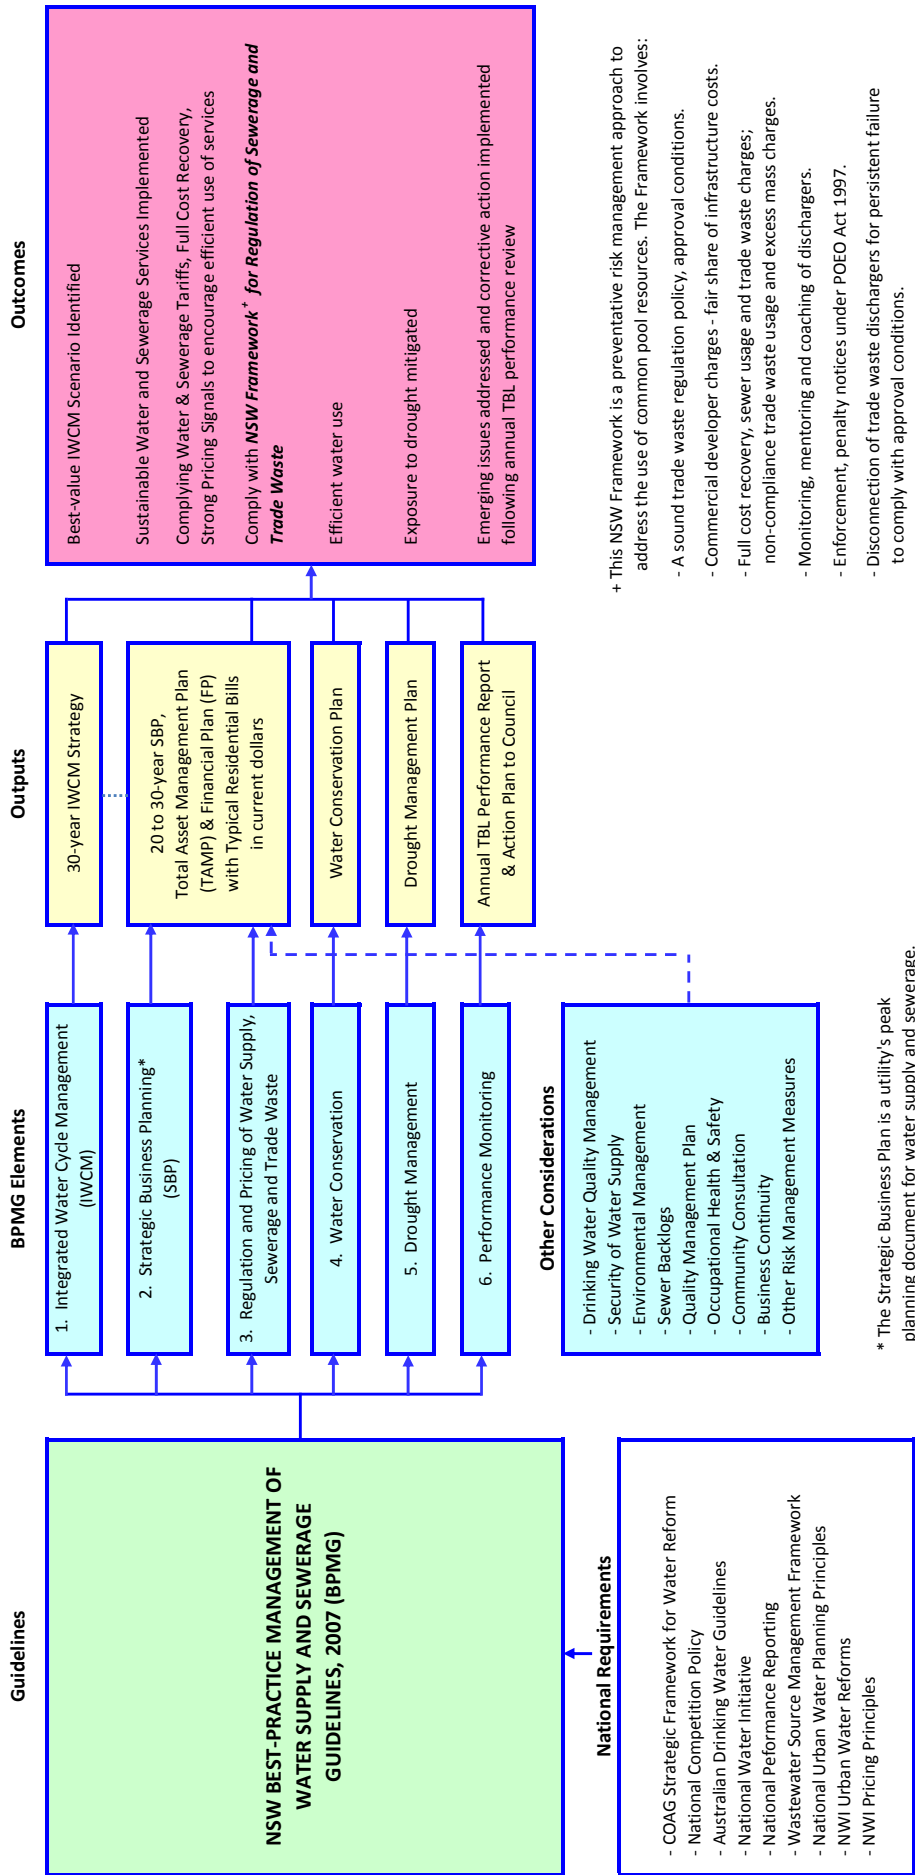 Guidelines
NSW BEST-PRACTICE MANAGEMENT OF
WATER SUPPLY AND SEWERAGE
GUIDELINES, 2007 (BPMG)
National Requirements
- COAG Strategic Framework for Water Reform
- National Competition Policy
- Australian Drinking Water Guidelines
- National Water Initiative
- National Peformance Reporting
- Wastewater Source Management Framework
- National Urban Water Planning Principles
- NWI Urban Water Reforms
- NWI Pricing Principles
BPMG Elements
1. Integrated Water Cycle Management
(IWCM)
2. Strategic Business Planning*
(SBP)
3. Regulation and Pricing of Water Supply,
Sewerage and Trade Waste
4. Water Conservation
5. Drought Management
6. Performance Monitoring
Other Considerations
- Drinking Water Quality Management
- Security of Water Supply
- Environmental Management
- Sewer Backlogs
- Quality Management Plan
- Occupational Health & Safety
- Community Consultation
- Business Continuity
- Other Risk Management Measures
* The Strategic Business Plan is a utility's peak
planning document for water supply and sewerage.
Outputs
30-year IWCM Strategy
20 to 30-year SBP,
Total Asset Management Plan
(TAMP) & Financial Plan (FP)
with Typical Residential Bills
in current dollars
Water Conservation Plan
Drought Management Plan
Annual TBL Performance Report
& Action Plan to Council
Outcomes
Best-value IWCM Scenario Identified
Sustainable Water and Sewerage Services Implemented
Complying Water & Sewerage Tariffs, Full Cost Recovery,
Strong Pricing Signals to encourage efficient use of services
Comply with NSW Framework + for Regulation of Sewerage and
Trade Waste
Efficient water use
Exposure to drought mitigated
Emerging issues addressed and corrective action implemented
following annual TBL performance review
+ This NSW Framework is a preventative risk management approach to
address the use of common pool resources. The Framework involves:
- A sound trade waste regulation policy, approval conditions.
- Commercial developer charges - fair share of infrastructure costs.
- Full cost recovery, sewer usage and trade waste charges;
non-compliance trade waste usage and excess mass charges.
- Monitoring, mentoring and coaching of dischargers.
- Enforcement, penalty notices under POEO Act 1997.
- Disconnection of trade waste dischargers for persistent failure
to comply with approval conditions.